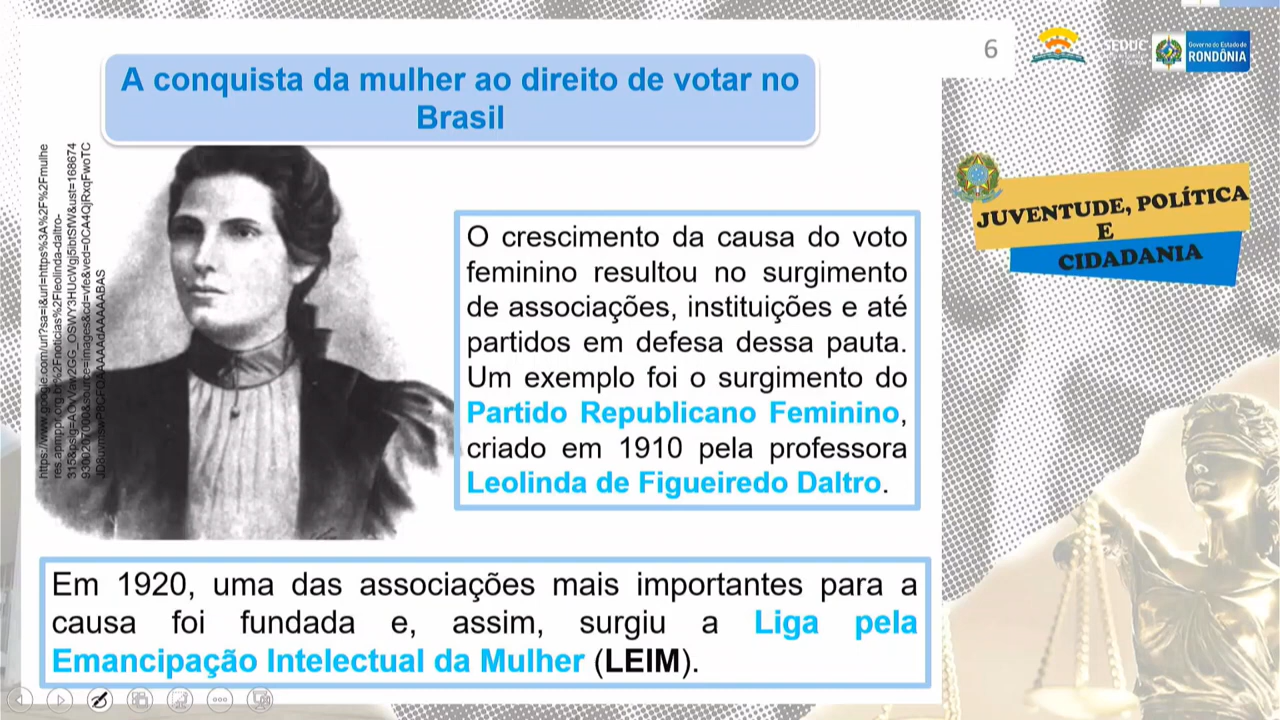 6
SEDUC
Governo do Estado de
RONDÔNIA
A conquista da mulher ao direito de votar no
Brasil
JUVENTUDE, POLÍTICA
E
CIDADANIA
O crescimento da causa do voto
feminino resultou no surgimento
de associações, instituições e até
partidos em defesa dessa pauta.
Um exemplo foi o surgimento do
Partido Republicano Feminino,
criado em 1910 pela professora
Leolinda de Figueiredo Daltro.
Em 1920, uma das associações mais importantes para a
causa foi fundada e, assim, surgiu a Liga pela
Emancipação Intelectual da Mulher (LEIM).